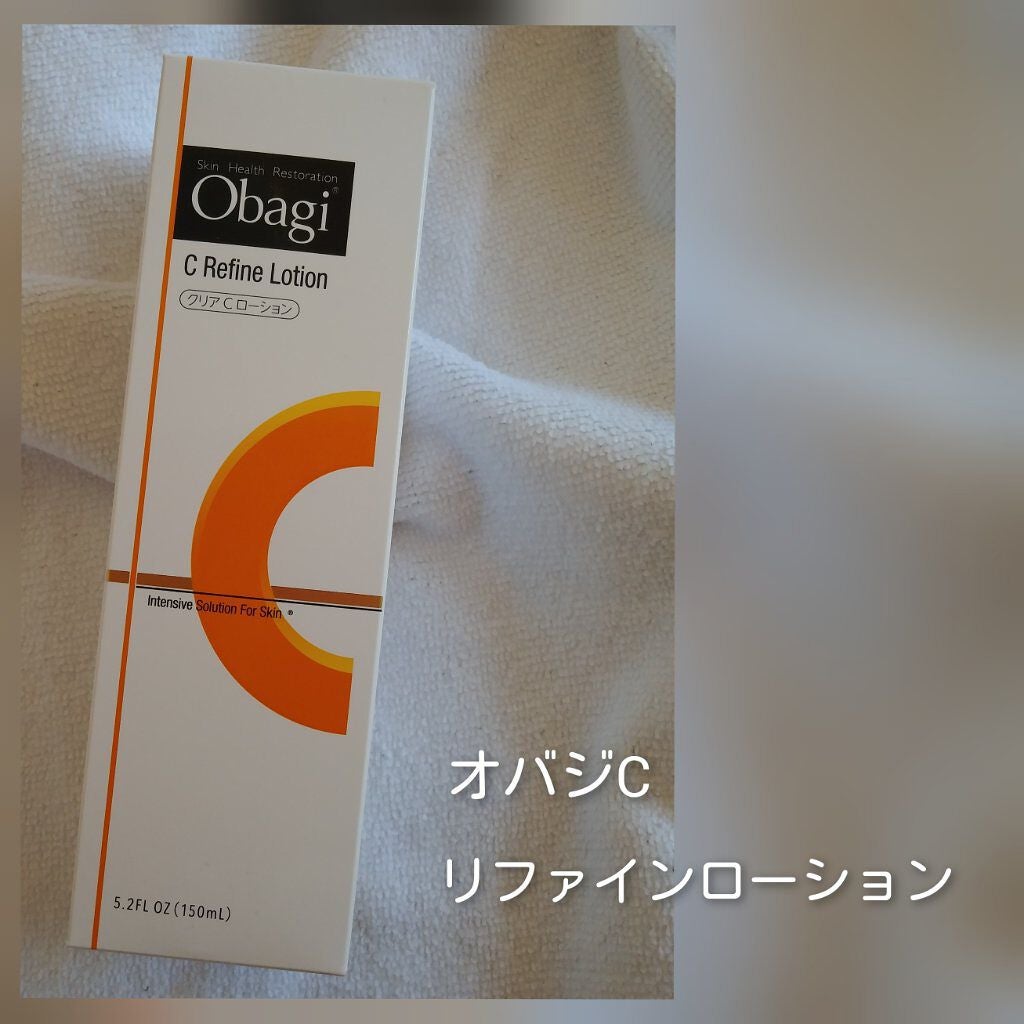 Skin Health Restoration
Obagi®
C Refine Lotion
クリア C ローション
Intensive Solution For Skin ®
5.2FL OZ (150mL)
オバジC
リファインローション